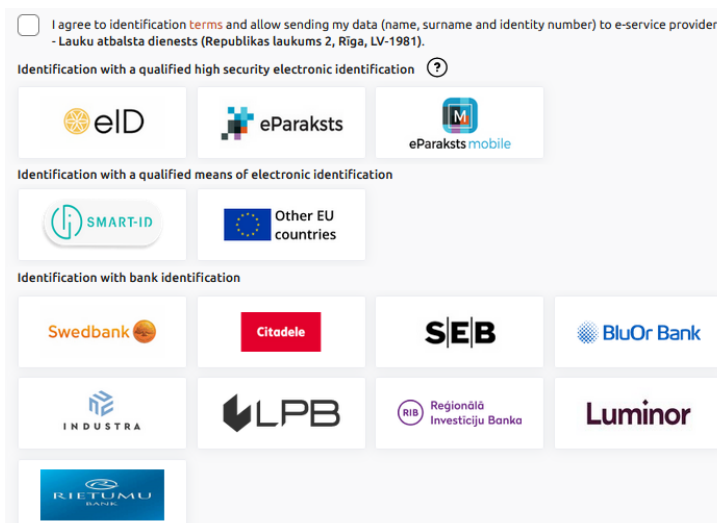 I agree to identification terms and allow sending my data (name, surname and identity number) to e-service provider
- Lauku atbalsta dienests (Republikas laukums 2, Rīga, LV-1981).
Identification with a qualified high security electronic identification ?
eID eParaksts M eParaksts mobile
Identification with a qualified means of electronic identification
SMART-ID Other EU countries
Identification with bank identification
Swedbank Citadele S|E|B BluOr Bank
INDUSTRA LPB RIB Reģionālā Investīciju Banka Luminor
RIETUMU BANK